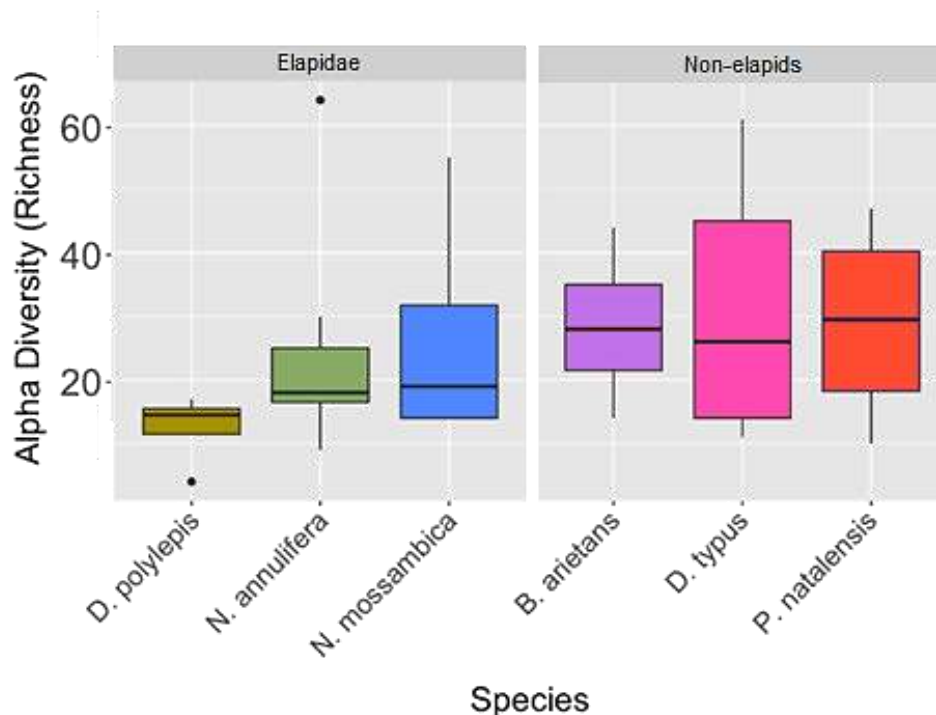 Elapidae
Non-elapids
Alpha Diversity (Richness)
60
40
20
D. polylepis
N. annulifera
N. mossambica
B. arietans
D. typus
P. natalensis
Species